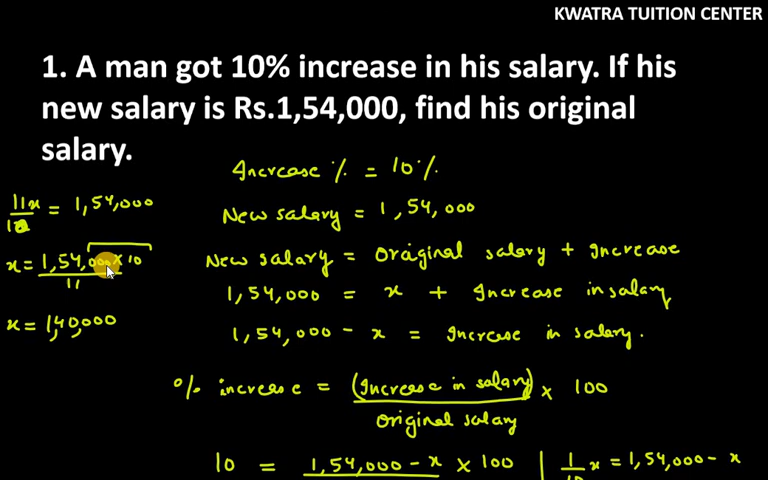 KWATRA TUITION CENTER
1. A man got 10% increase in his salary. If his
new salary is Rs.1,54,000, find his original
salary.
Increase % = 10%
New salary = 1,54,000
New salary = original salary + Increase
1,54,000 = x + Increase in salary
1,54,000 - x = Increase in salary.
% increase = (Increase in salary) × 100
original salary
10 = 1,54,000 - x × 100
1/10 x = 1,54,000 - x
11x/10 = 1,54,000
x = 1,54,000 × 10
11
x = 1,40,000